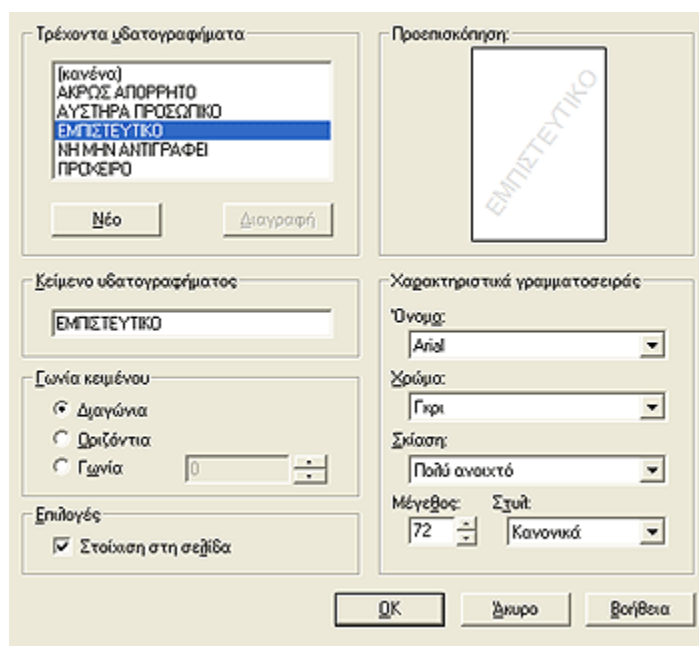 Τρέχοντα υδατογραφήματα
(κανένα)
ΑΚΡΩΣ ΑΠΟΡΡΗΤΟ
ΑΥΣΤΗΡΑ ΠΡΟΣΩΠΙΚΟ
ΕΜΠΙΣΤΕΥΤΙΚΟ
ΝΗ ΜΗΝ ΑΝΤΙΓΡΑΦΕΙ
ΠΡΟΧΕΙΡΟ
Νέο
Διαγραφή
Προεπισκόπηση:
ΕΜΠΙΣΤΕΥΤΙΚΟ
Κείμενο υδατογραφήματος
ΕΜΠΙΣΤΕΥΤΙΚΟ
Γωνία κειμένου
Διαγώνια
Οριζόντια
Γωνία
0
Επιλογές
Στοίχιση στη σελίδα
Χαρακτηριστικά γραμματοσειράς
Όνομα:
Arial
Χρώμα:
Γκρι
Σκίαση:
Πολύ ανοιχτό
Μέγεθος: Στυλ:
72 Κανονικά
OK Άκυρο Βοήθεια